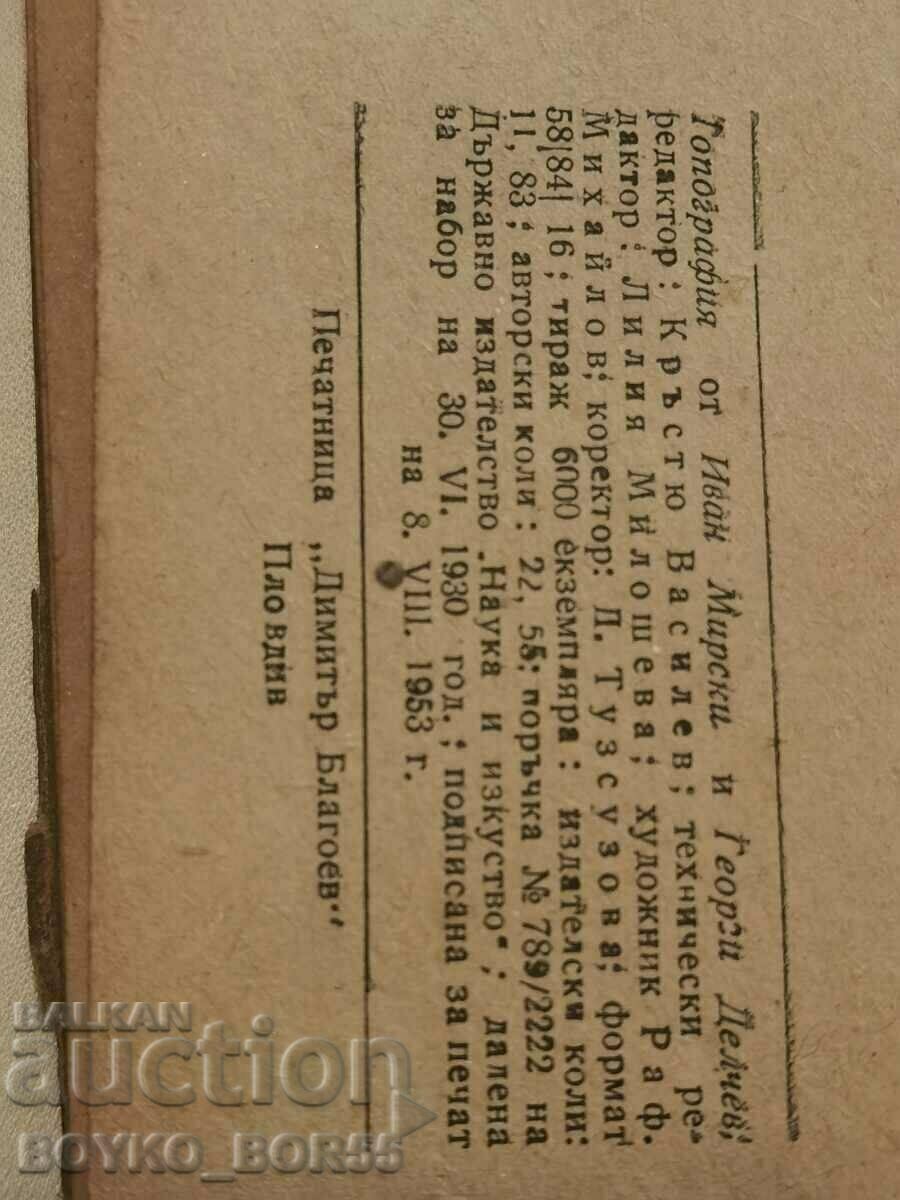 Топография от Иван Мирски и Георги Делчев;
редактор: Кръстю Василев; технически ре-
дактор: Лилия Милошева; художник Раф.
Михайлов; коректор: Л. Тузсузова; формат
58|84| 16; тираж 6000 екземпляра: издателски коли:
11, 83; авторски коли: 22, 55; поръчка № 789/2222 на
Държавно издателство „Наука и изкуство“; дадена
за набор на 30. VI. 1930 год.; подписана за печат
на 8. VIII. 1953 г.
Печатница „Димитър Благоев“
Пловдив
BALKAN
auction
BOYKO_BOR55